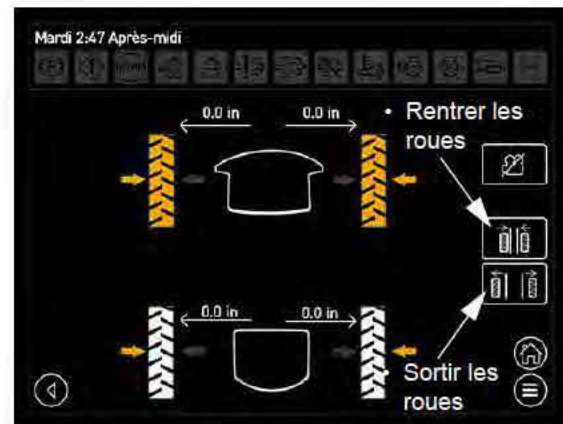 Mardi 2:47 Après-midi
0.0 in 0.0 in
• Rentrer les
roues
0.0 in 0.0 in
• Sortir les
roues